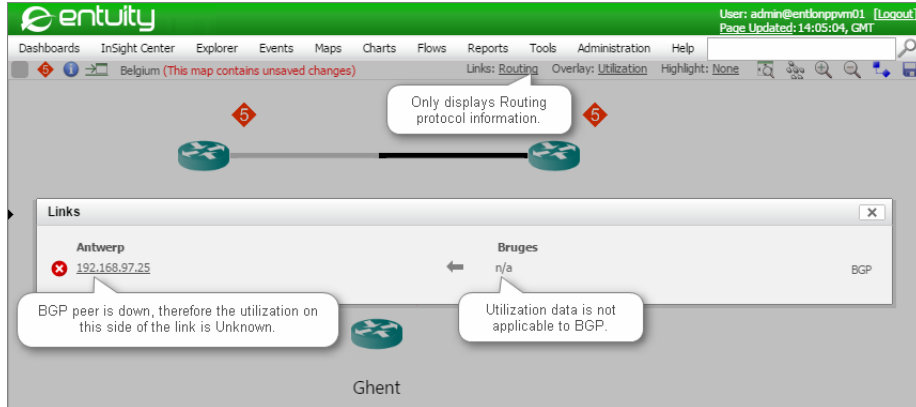 entuity
User: admin@entlonppvm01 [Logout]
Page Updated: 14:05:04, GMT
Dashboards InSight Center Explorer Events Maps Charts Flows Reports Tools Administration Help
Belgium (This map contains unsaved changes) Links: Routing Overlay: Utilization Highlight: None
Only displays Routing
protocol information.
5 5
Links
Antwerp Bruges
192.168.97.25 n/a BGP
BGP peer is down, therefore the utilization on
this side of the link is Unknown.
Utilization data is not
applicable to BGP.
Ghent